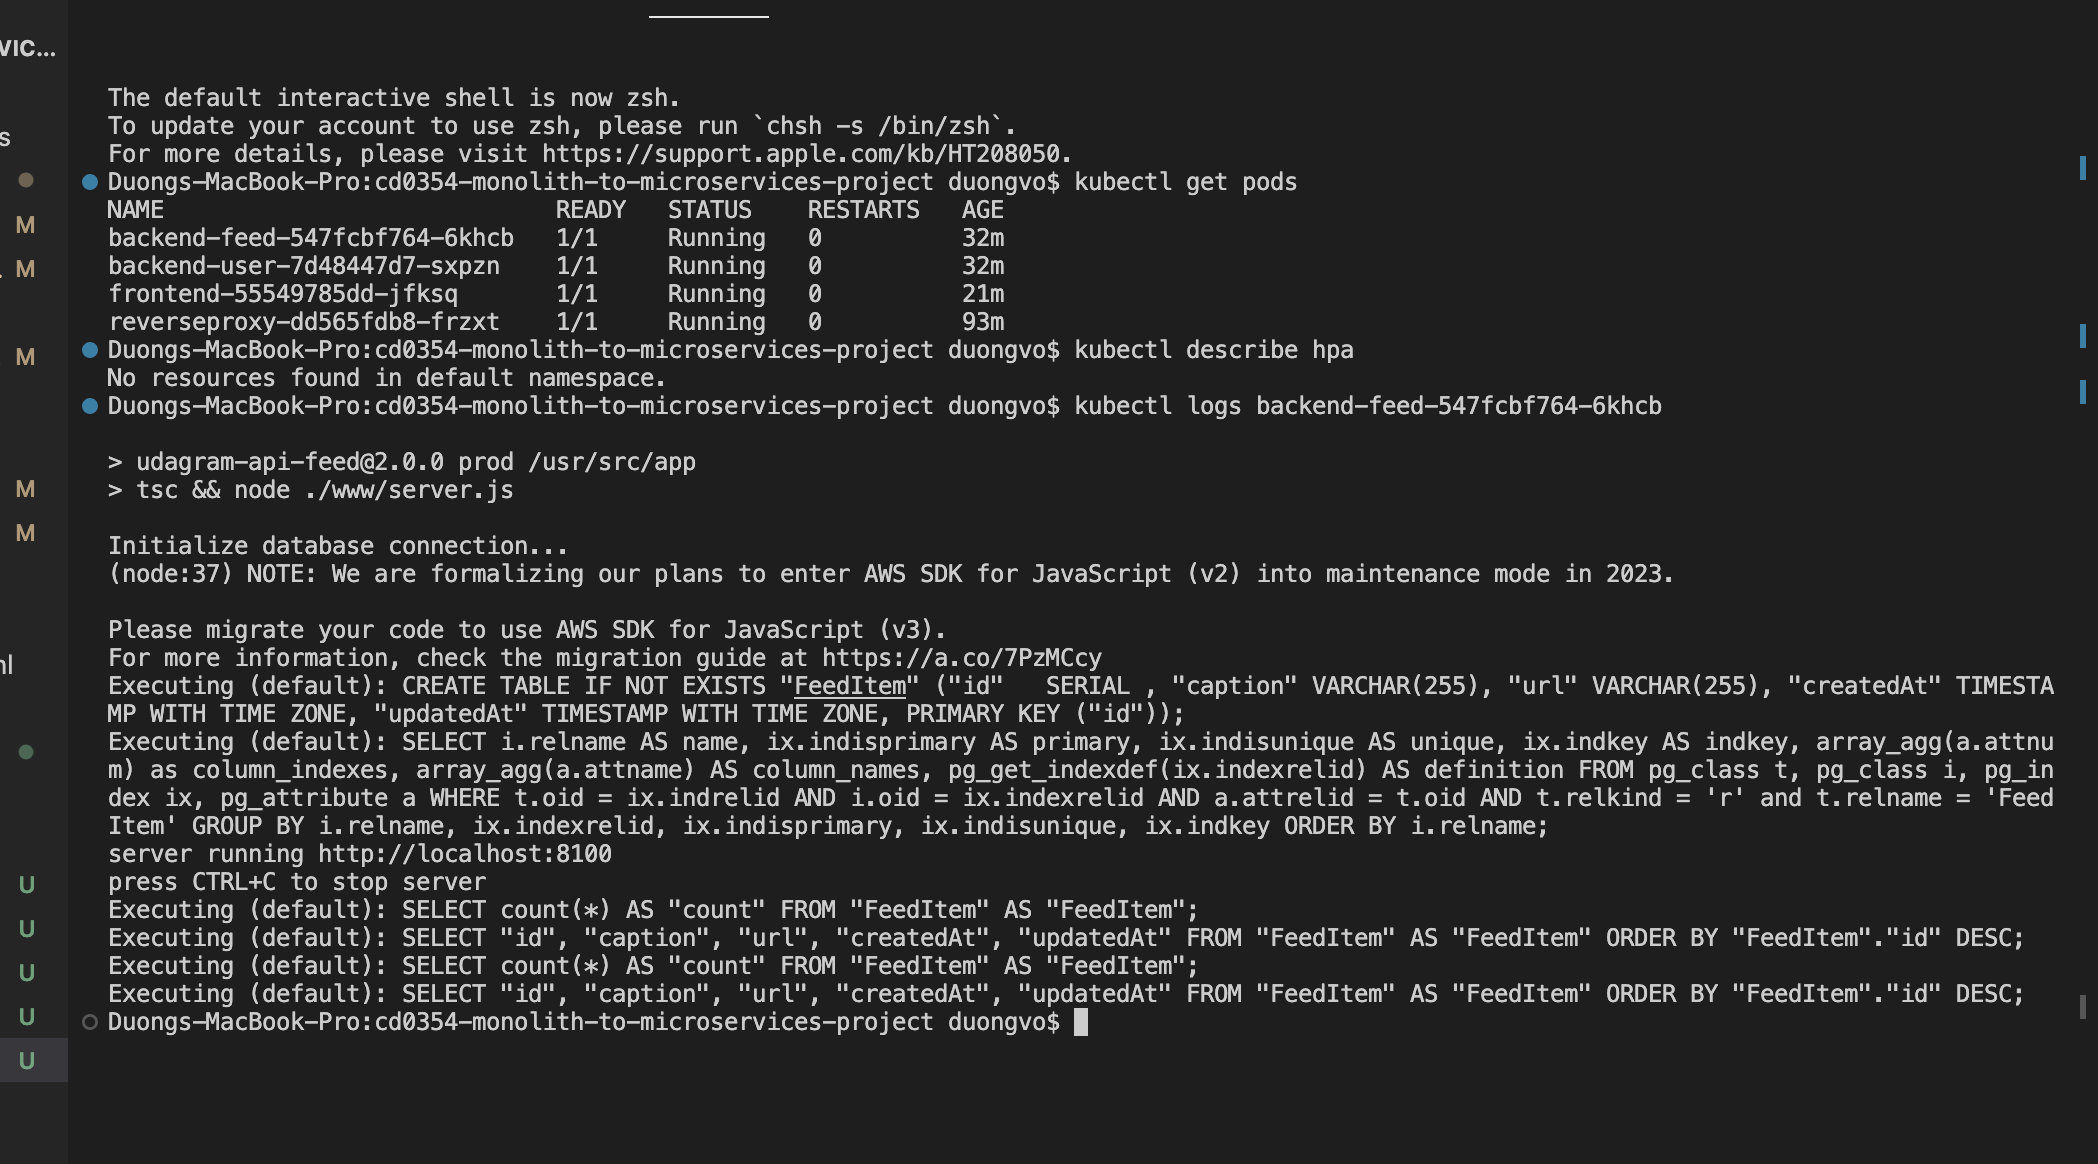 VIC...
s
The default interactive shell is now zsh.
To update your account to use zsh, please run `chsh -s /bin/zsh`.
For more details, please visit https://support.apple.com/kb/HT208050.
Duongs-MacBook-Pro:cd0354-monolith-to-microservices-project duongvo$ kubectl get pods
NAME READY STATUS RESTARTS AGE
M
backend-feed-547fcbf764-6khcb 1/1 Running 0 32m
M
backend-user-7d48447d7-sxpzn 1/1 Running 0 32m
frontend-55549785dd-jfksq 1/1 Running 0 21m
reverseproxy-dd565fdb8-frzxt 1/1 Running 0 93m
M
Duongs-MacBook-Pro:cd0354-monolith-to-microservices-project duongvo$ kubectl describe hpa
No resources found in default namespace.
Duongs-MacBook-Pro:cd0354-monolith-to-microservices-project duongvo$ kubectl logs backend-feed-547fcbf764-6khcb
> udagram-api-feed@2.0.0 prod /usr/src/app
M
> tsc && node ./www/server.js
M
Initialize database connection...
(node:37) NOTE: We are formalizing our plans to enter AWS SDK for JavaScript (v2) into maintenance mode in 2023.
Please migrate your code to use AWS SDK for JavaScript (v3).
For more information, check the migration guide at https://a.co/7PzMCcy
Executing (default): CREATE TABLE IF NOT EXISTS "FeedItem" ("id"   SERIAL , "caption" VARCHAR(255), "url" VARCHAR(255), "createdAt" TIMESTA
MP WITH TIME ZONE, "updatedAt" TIMESTAMP WITH TIME ZONE, PRIMARY KEY ("id"));
Executing (default): SELECT i.relname AS name, ix.indisprimary AS primary, ix.indisunique AS unique, ix.indkey AS indkey, array_agg(a.attnu
m) as column_indexes, array_agg(a.attname) AS column_names, pg_get_indexdef(ix.indexrelid) AS definition FROM pg_class t, pg_class i, pg_in
dex ix, pg_attribute a WHERE t.oid = ix.indrelid AND i.oid = ix.indexrelid AND a.attrelid = t.oid AND t.relkind = 'r' and t.relname = 'Feed
Item' GROUP BY i.relname, ix.indexrelid, ix.indisprimary, ix.indisunique, ix.indkey ORDER BY i.relname;
server running http://localhost:8100
press CTRL+C to stop server
U
Executing (default): SELECT count(*) AS "count" FROM "FeedItem" AS "FeedItem";
U
Executing (default): SELECT "id", "caption", "url", "createdAt", "updatedAt" FROM "FeedItem" AS "FeedItem" ORDER BY "FeedItem"."id" DESC;
U
Executing (default): SELECT count(*) AS "count" FROM "FeedItem" AS "FeedItem";
Executing (default): SELECT "id", "caption", "url", "createdAt", "updatedAt" FROM "FeedItem" AS "FeedItem" ORDER BY "FeedItem"."id" DESC;
U
Duongs-MacBook-Pro:cd0354-monolith-to-microservices-project duongvo$
U